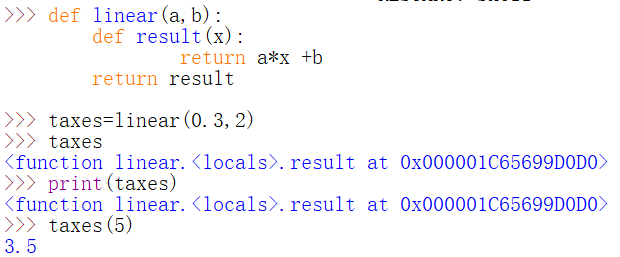 >>> def linear(a,b):
        def result(x):
                return a*x +b
        return result

>>> taxes=linear(0.3,2)
>>> taxes
<function linear.<locals>.result at 0x000001C65699D0D0>
>>> print(taxes)
<function linear.<locals>.result at 0x000001C65699D0D0>
>>> taxes(5)
3.5